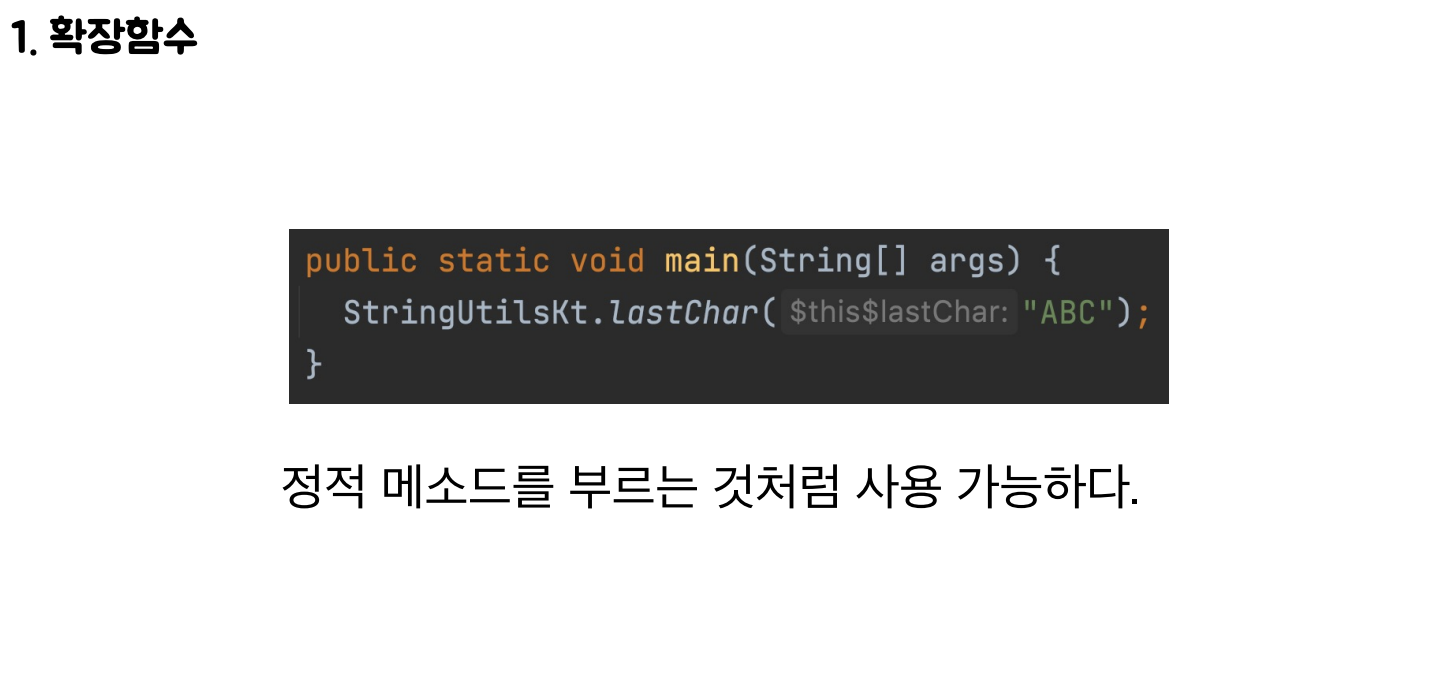 1. 확장함수
public static void main(String[] args) {
StringUtilsKt.lastChar( $this$lastChar: "ABC");
}
정적 메소드를 부르는 것처럼 사용 가능하다.